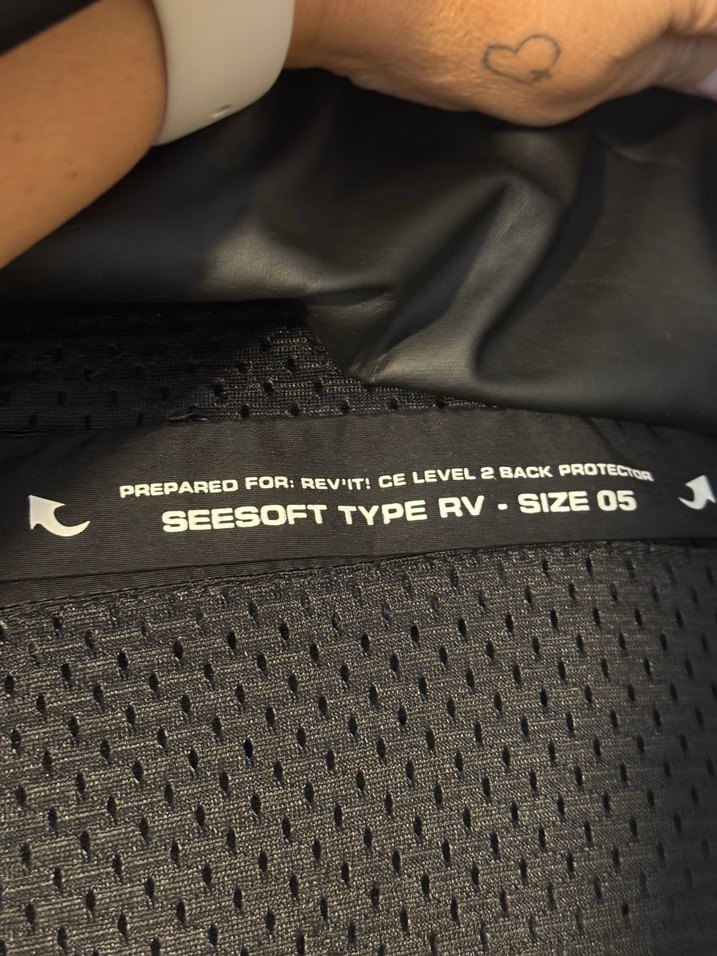 PREPARED FOR: REV'IT! CE LEVEL 2 BACK PROTECTOR
SEESOFT TYPE RV - SIZE 05